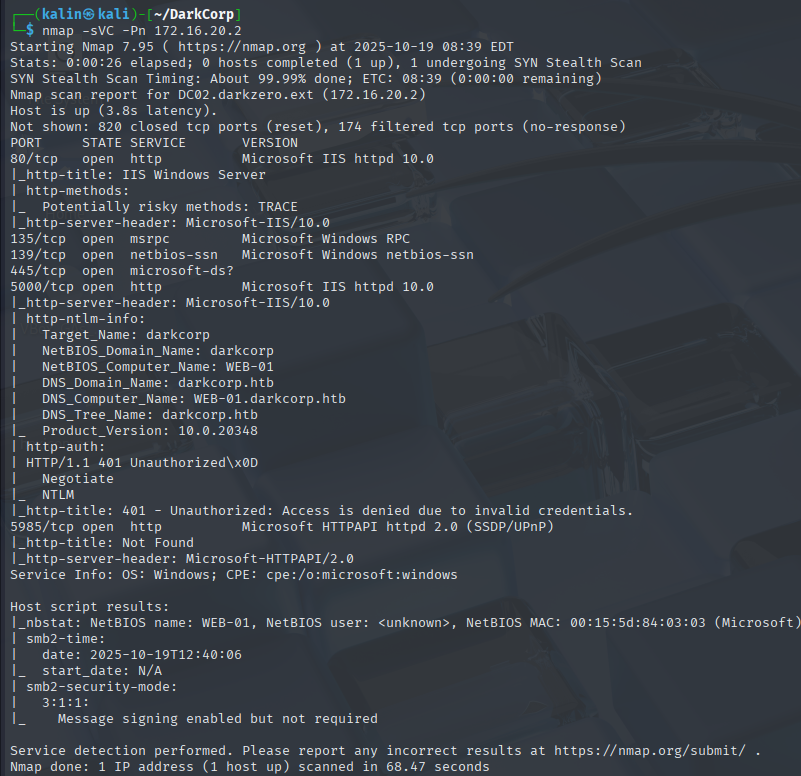 ┌──(kalin㉿kali)-[~/DarkCorp]
└─$ nmap -sVC -Pn 172.16.20.2
Starting Nmap 7.95 ( https://nmap.org ) at 2025-10-19 08:39 EDT
Stats: 0:00:26 elapsed; 0 hosts completed (1 up), 1 undergoing SYN Stealth Scan
SYN Stealth Scan Timing: About 99.99% done; ETC: 08:39 (0:00:00 remaining)
Nmap scan report for DC02.darkzero.ext (172.16.20.2)
Host is up (3.8s latency).
Not shown: 820 closed tcp ports (reset), 174 filtered tcp ports (no-response)
PORT     STATE SERVICE       VERSION
80/tcp   open  http          Microsoft IIS httpd 10.0
|_http-title: IIS Windows Server
| http-methods:
|_  Potentially risky methods: TRACE
|_http-server-header: Microsoft-IIS/10.0
135/tcp  open  msrpc         Microsoft Windows RPC
139/tcp  open  netbios-ssn   Microsoft Windows netbios-ssn
445/tcp  open  microsoft-ds?
5000/tcp open  http          Microsoft IIS httpd 10.0
|_http-server-header: Microsoft-IIS/10.0
| http-ntlm-info:
|   Target_Name: darkcorp
|   NetBIOS_Domain_Name: darkcorp
|   NetBIOS_Computer_Name: WEB-01
|   DNS_Domain_Name: darkcorp.htb
|   DNS_Computer_Name: WEB-01.darkcorp.htb
|   DNS_Tree_Name: darkcorp.htb
|_  Product_Version: 10.0.20348
| http-auth:
| HTTP/1.1 401 Unauthorized\x0D
|   Negotiate
|_  NTLM
|_http-title: 401 - Unauthorized: Access is denied due to invalid credentials.
5985/tcp open  http          Microsoft HTTPAPI httpd 2.0 (SSDP/UPnP)
|_http-title: Not Found
|_http-server-header: Microsoft-HTTPAPI/2.0
Service Info: OS: Windows; CPE: cpe:/o:microsoft:windows

Host script results:
|_nbstat: NetBIOS name: WEB-01, NetBIOS user: <unknown>, NetBIOS MAC: 00:15:5d:84:03:03 (Microsoft)
| smb2-time:
|   date: 2025-10-19T12:40:06
|_  start_date: N/A
| smb2-security-mode:
|   3:1:1:
|_    Message signing enabled but not required

Service detection performed. Please report any incorrect results at https://nmap.org/submit/ .
Nmap done: 1 IP address (1 host up) scanned in 68.47 seconds